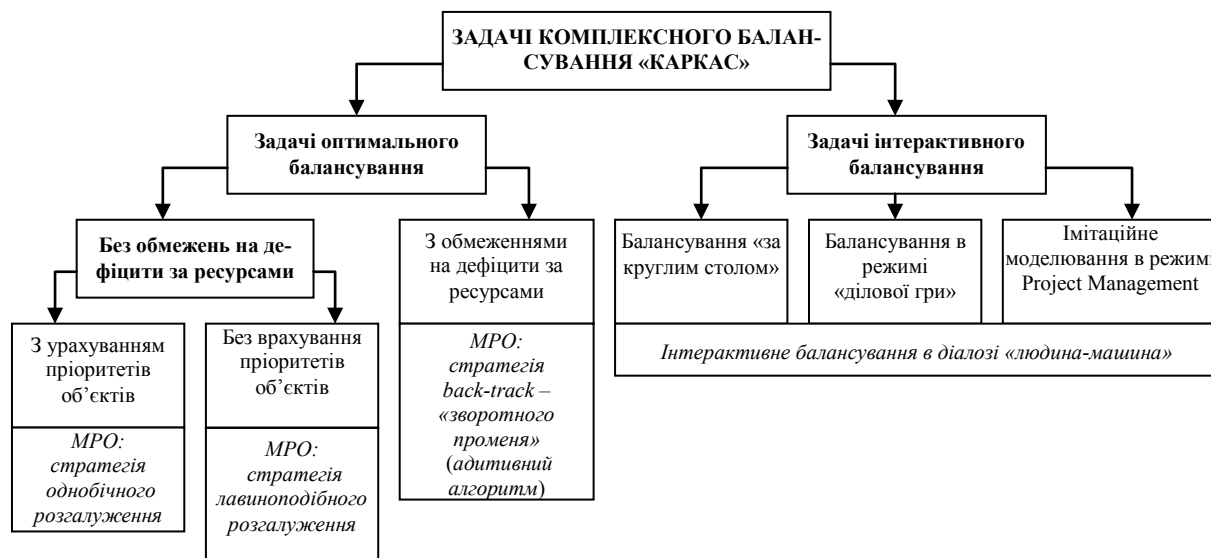 ЗАДАЧІ КОМПЛЕКСНОГО БАЛАН-
СУВАННЯ «КАРКАС»
Задачі оптимального
балансування
Задачі інтерактивного
балансування
Без обмежень на де-
фіцити за ресурсами
З обмеженнями
на дефіцити за
ресурсами
Балансування «за
круглим столом»
Балансування в
режимі
«ділової гри»
Імітаційне
моделювання в режимі
Project Management
З урахуванням
пріоритетів
об’єктів
Без врахування
пріоритетів
об’єктів
МРО:
стратегія
back-track –
«зворотного
променя»
(адитивний
алгоритм)
Інтерактивне балансування в діалозі «людина-машина»
МРО:
стратегія
однобічного
розгалуження
МРО:
стратегія
лавиноподібного
розгалуження